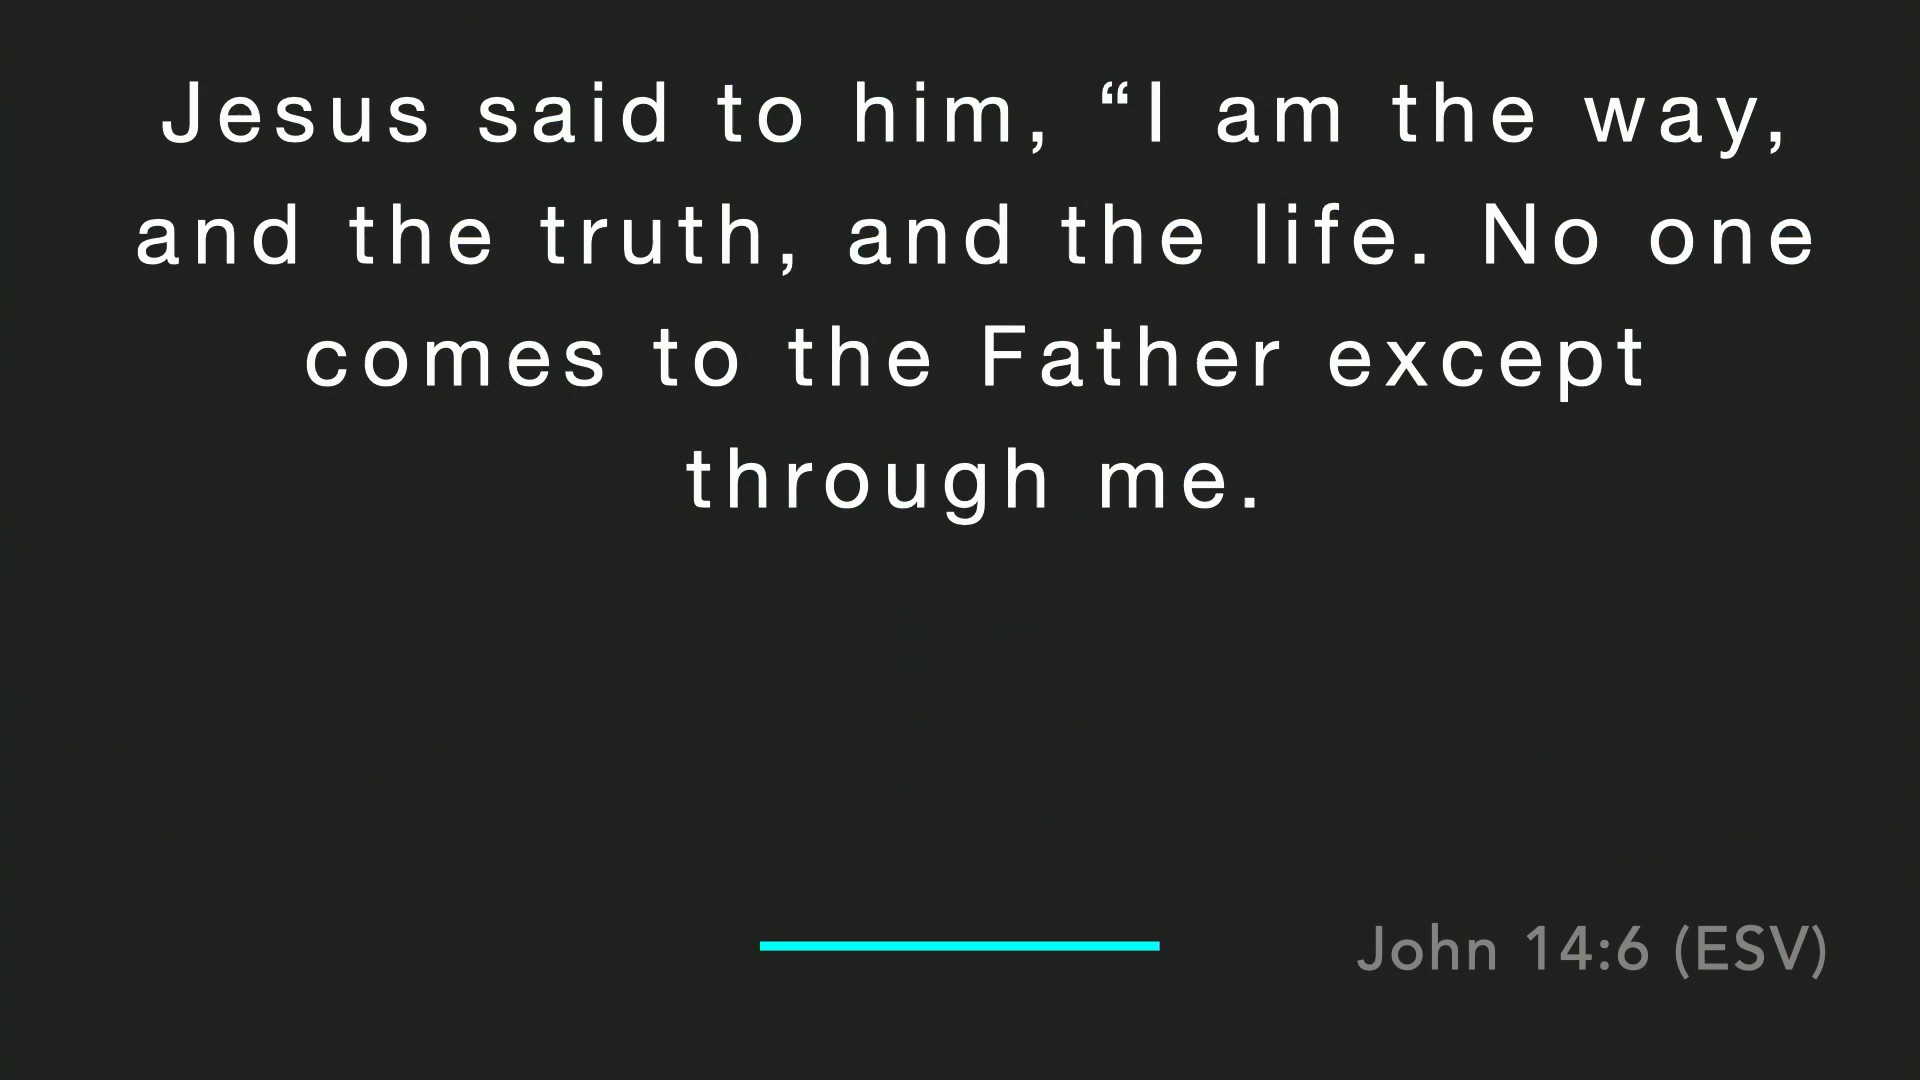 Jesus said to him, “I am the way,
and the truth, and the life. No one
comes to the Father except
through me.
John 14:6 (ESV)